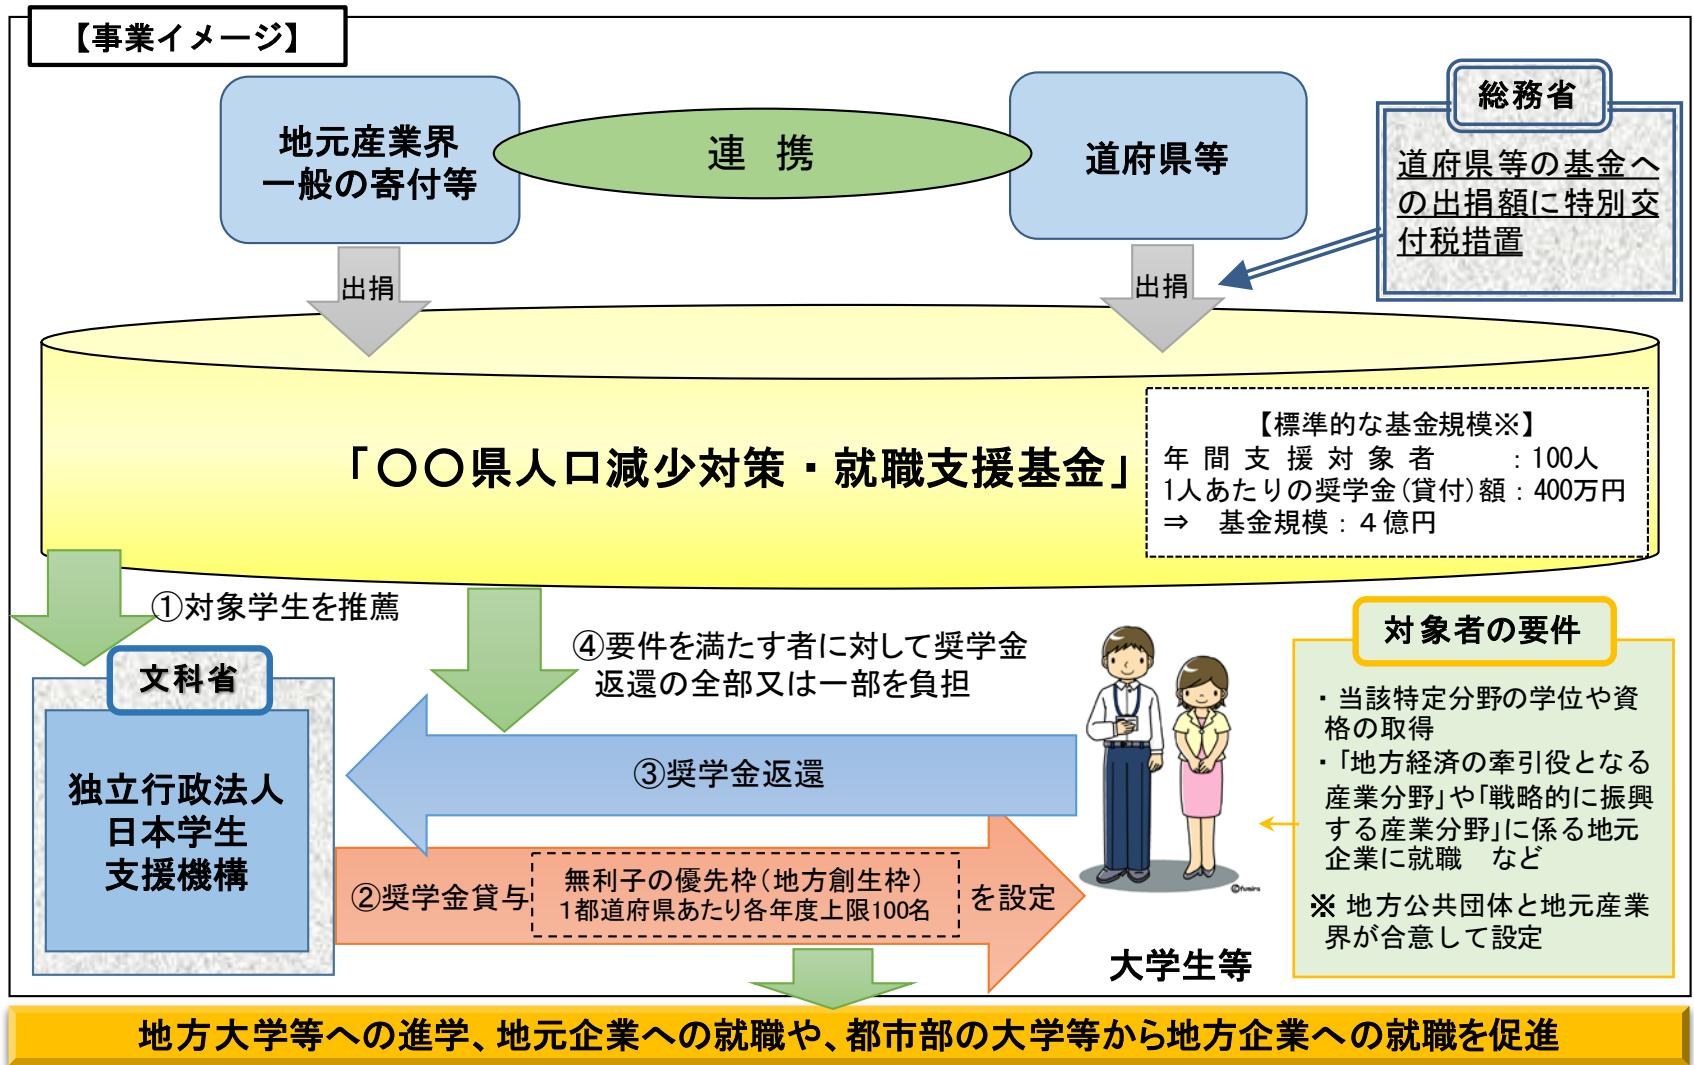 【事業イメージ】
地元産業界
一般の寄付等
連　携
道府県等
総務省
道府県等の基金へ
の出捐額に特別交
付税措置
出捐
出捐
「〇〇県人口減少対策・就職支援基金」
【標準的な基金規模※】
年間支援対象者　　：100人
1人あたりの奨学金(貸付)額：400万円
⇒　基金規模：４億円
①対象学生を推薦
④要件を満たす者に対して奨学金
返還の全部又は一部を負担
文科省
独立行政法人
日本学生
支援機構
③奨学金返還
②奨学金貸与
無利子の優先枠(地方創生枠)
1都道府県あたり各年度上限100名
を設定
©fumira
大学生等
対象者の要件
・当該特定分野の学位や資
格の取得
・「地方経済の牽引役となる
産業分野」や「戦略的に振興
する産業分野」に係る地元
企業に就職　など
※ 地方公共団体と地元産業
界が合意して設定
地方大学等への進学、地元企業への就職や、都市部の大学等から地方企業への就職を促進